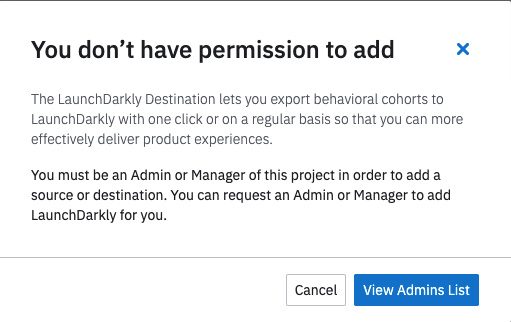 You don’t have permission to add
The LaunchDarkly Destination lets you export behavioral cohorts to
LaunchDarkly with one click or on a regular basis so that you can more
effectively deliver product experiences.
You must be an Admin or Manager of this project in order to add a
source or destination. You can request an Admin or Manager to add
LaunchDarkly for you.
Cancel
View Admins List